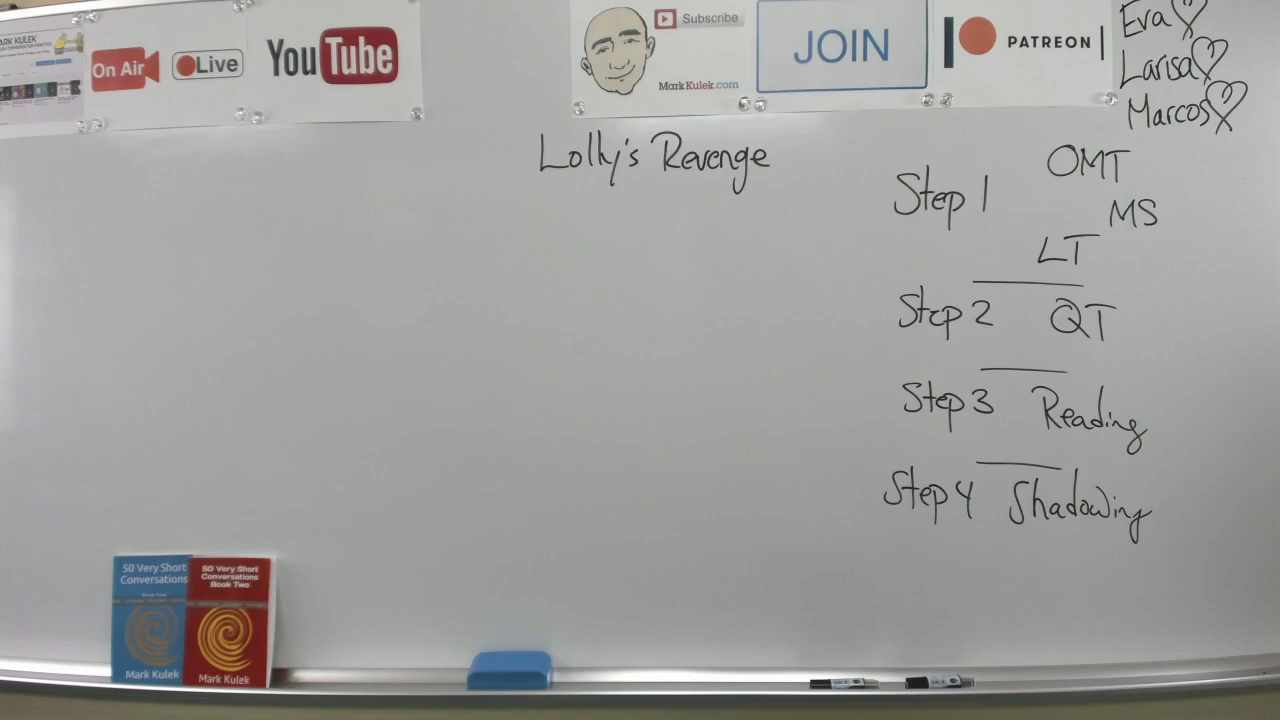 MARK KULEK
On Air
Live
YouTube
Subscribe
MarkKulek.com
JOIN
PATREON
Eva
Larisa
Marcos
Lolly's Revenge
OMT
Step 1
MS
LT
Step 2 QT
Step 3 Reading
Step 4 Shadowing
50 Very Short
Conversations
Mark Kulek
50 Very Short
Conversations
Book Two
Mark Kulek